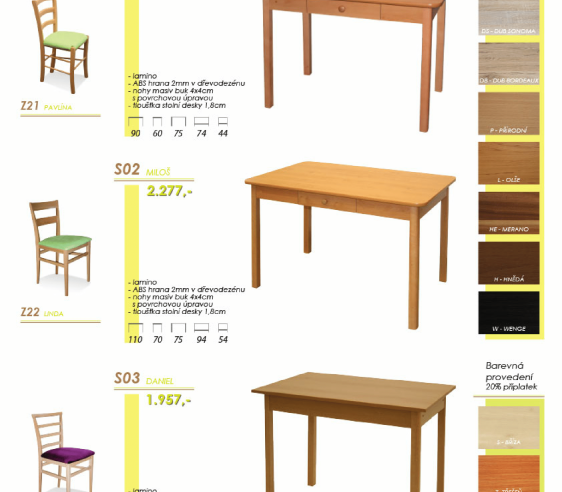 DS - DUB SONOMA
DB - DUB BORDEAUX
P - PŘÍRODNÍ
L - OLŠE
HE - MERANO
H - HNĚDÁ
W - WENGE
Barevná
provedení
20% příplatek
Z21 PAVLÍNA
- lamino
- ABS hrana 2mm v dřevodezénu
- nohy masiv buk 4x4cm
s povrchovou úpravou
- tloušťka stolní desky 1,8cm
90 60 75 74 44
S02 MILOŠ
2.277,-
Z22 LINDA
- lamino
- ABS hrana 2mm v dřevodezénu
- nohy masiv buk 4x4cm
s povrchovou úpravou
- tloušťka stolní desky 1,8cm
110 70 75 94 54
S03 DANIEL
1.957,-
- lamino